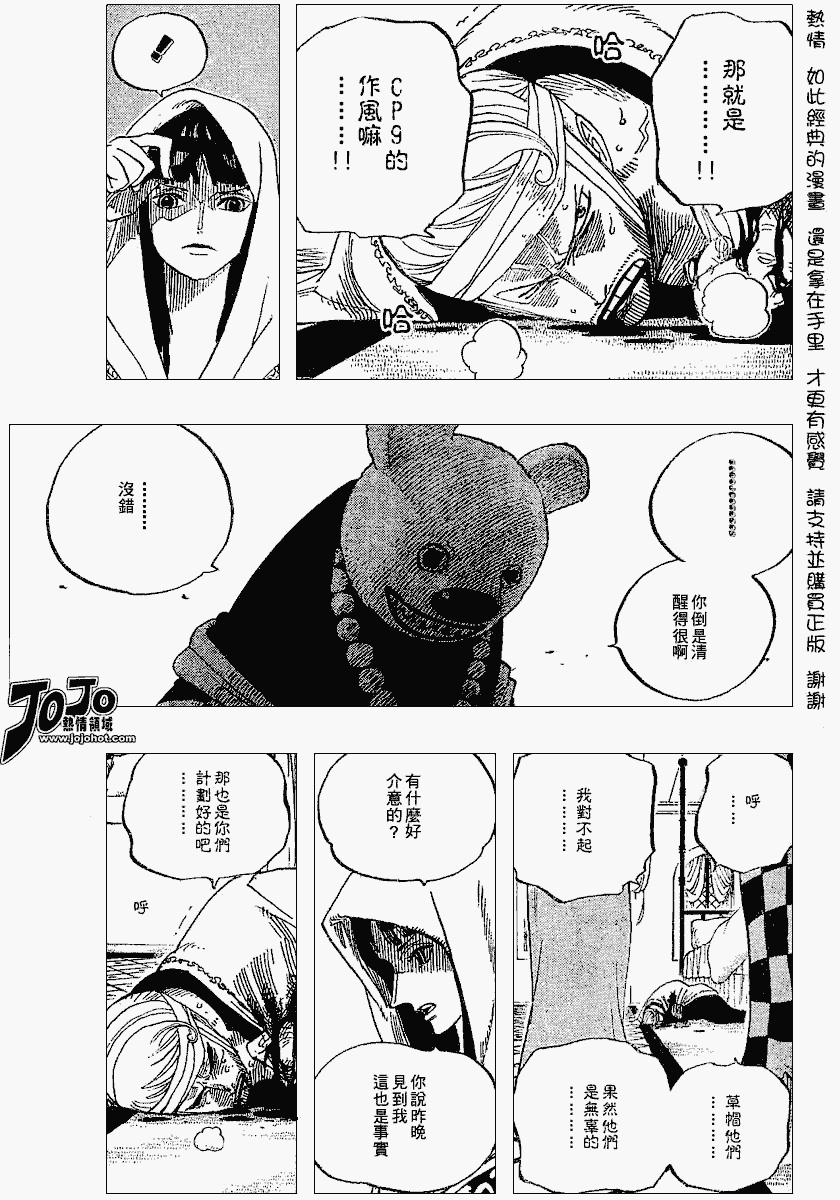 熱情 如此經典的漫畫 還是拿在手里 才更有感覺 請支持並購買正版 謝謝
那就是
………!!
哈
CP9的
作風嘛
………!!
哈
!
…………
你倒是清
醒得很啊
………
沒錯
JOJO
熱情領域
www.jojohot.com
呼
……
我對不起
………
草帽他們
…………
果然他們
是無辜的
………
有什麼好
介意的？
你說昨晚
見到我
這也是事實
那也是你們
計劃好的吧
…………
呼